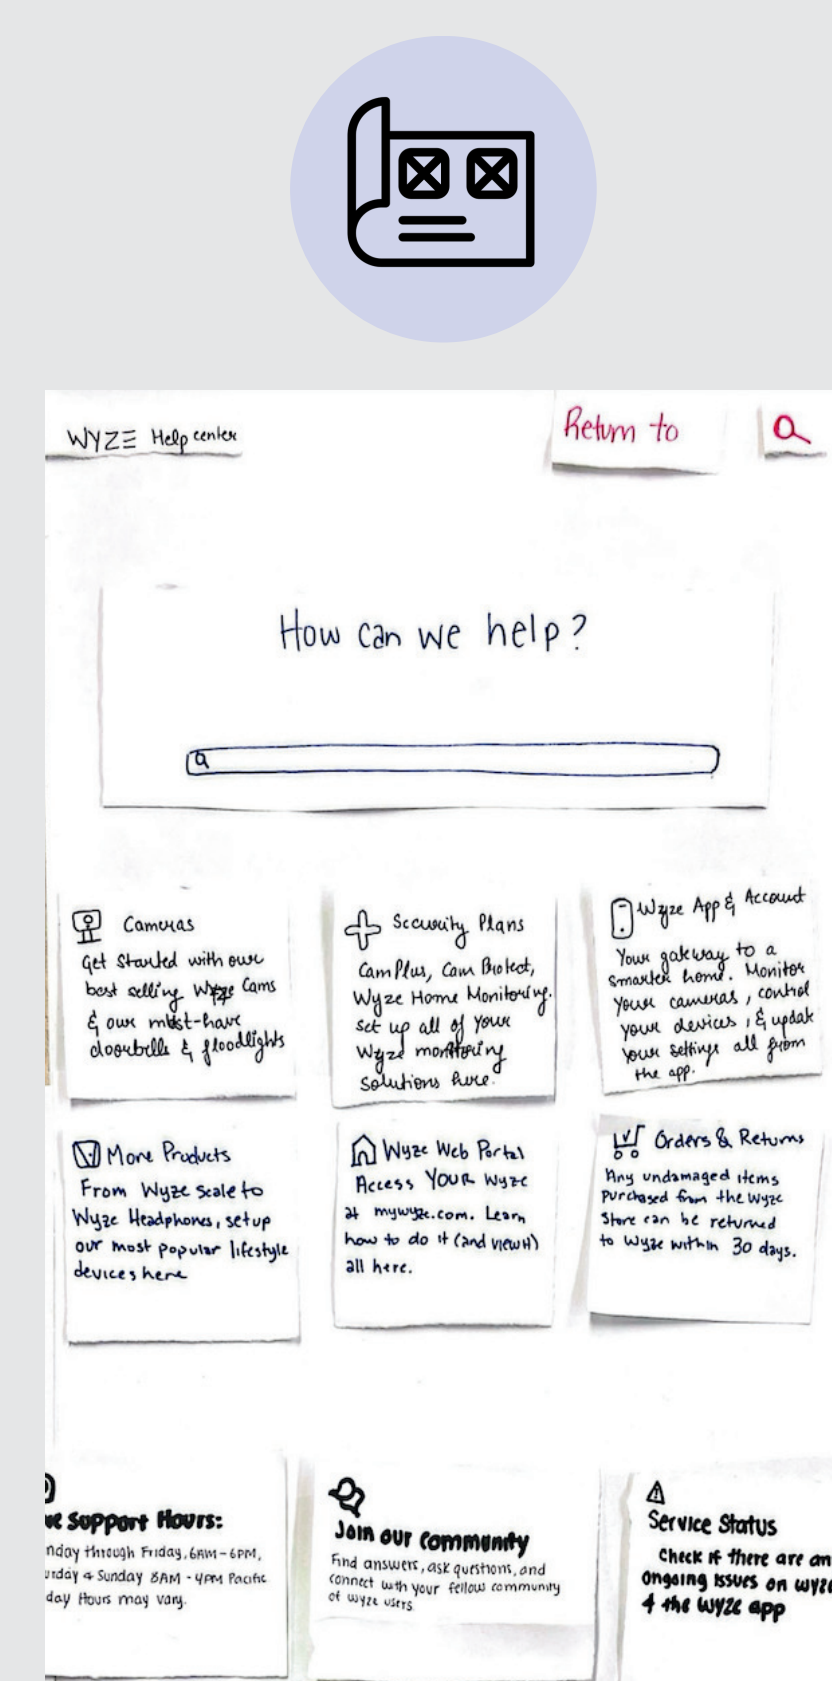 WYZE Help center
Return to
How can we help?
Cameras
Get started with our
best selling Wyze Cams
& our must-have
doorbells & floodlights
Security Plans
Cam Plus, Cam Protect,
Wyze Home Monitoring.
Set up all of your
Wyze monitoring
solutions here.
Wyze App & Account
Your gateway to a
smarter home. Monitor
your cameras, control
your devices, & updat
your settings all from
the app.
More Products
From Wyze Scale to
Wyze Headphones, setup
our most popular lifestyle
devices here
Wyze Web Portal
Access YOUR Wyze
at mywyze.com. Learn
how to do it (and view it)
all here.
Orders & Returns
Any undamaged items
purchased from the Wyze
Store can be returned
to Wyze within 30 days.
Support Hours:
nday through Friday, 6AM-6PM,
urday & Sunday 8AM - 4PM Pacific
day Hours may vary.
Join our community
Find answers, ask questions, and
connect with your fellow community
of wyze users.
Service Status
Check if there are an
ongoing issues on wyze
& the wyze app